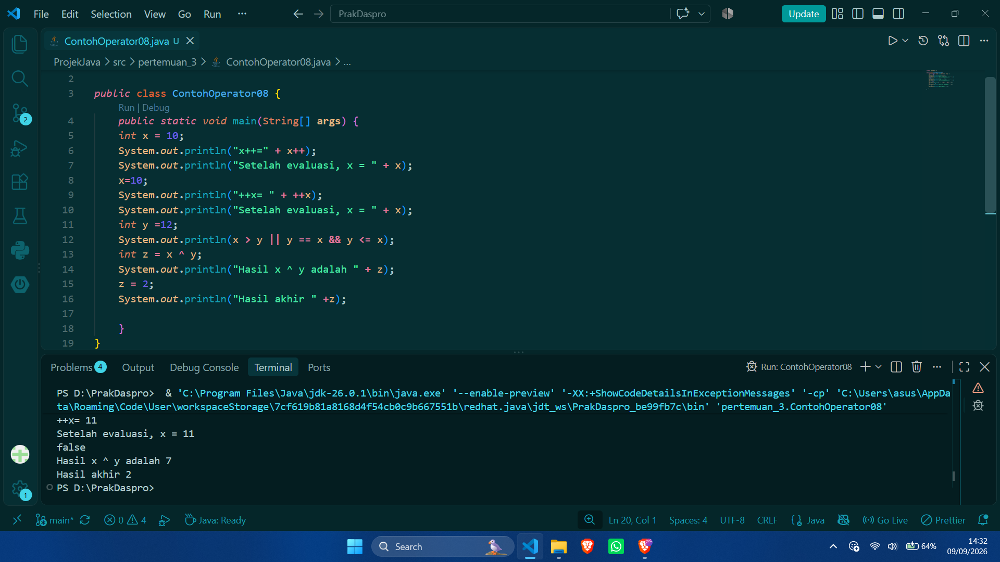 File Edit Selection View Go Run ··· PrakDaspro Update
ContohOperator08.java U
ProjekJava > src > pertemuan_3 > ContohOperator08.java > ...
2
3 public class ContohOperator08 {
Run | Debug
4 public static void main(String[] args) {
5 int x = 10;
6 System.out.println("x++=" + x++);
7 System.out.println("Setelah evaluasi, x = " + x);
8 x=10;
9 System.out.println("++x= " + ++x);
10 System.out.println("Setelah evaluasi, x = " + x);
11 int y =12;
12 System.out.println(x > y || y == x && y <= x);
13 int z = x ^ y;
14 System.out.println("Hasil x ^ y adalah " + z);
15 z = 2;
16 System.out.println("Hasil akhir " +z);
17
18 }
19 }
2
1
Problems 4 Output Debug Console Terminal Ports Run: ContohOperator08
PS D:\PrakDaspro>  & 'C:\Program Files\Java\jdk-26.0.1\bin\java.exe' '--enable-preview' '-XX:+ShowCodeDetailsInExceptionMessages' '-cp' 'C:\Users\asus\AppDa
ta\Roaming\Code\User\workspaceStorage\7cf619b81a8168d4f54cb0c9b667551b\redhat.java\jdt_ws\PrakDaspro_be99fb7c\bin' 'pertemuan_3.ContohOperator08'
++x= 11
Setelah evaluasi, x = 11
false
Hasil x ^ y adalah 7
Hasil akhir 2
PS D:\PrakDaspro>
main* 0 4 Java: Ready Ln 20, Col 1 Spaces: 4 UTF-8 CRLF {} Java Go Live Prettier
Search 64% 14:32
09/09/2026